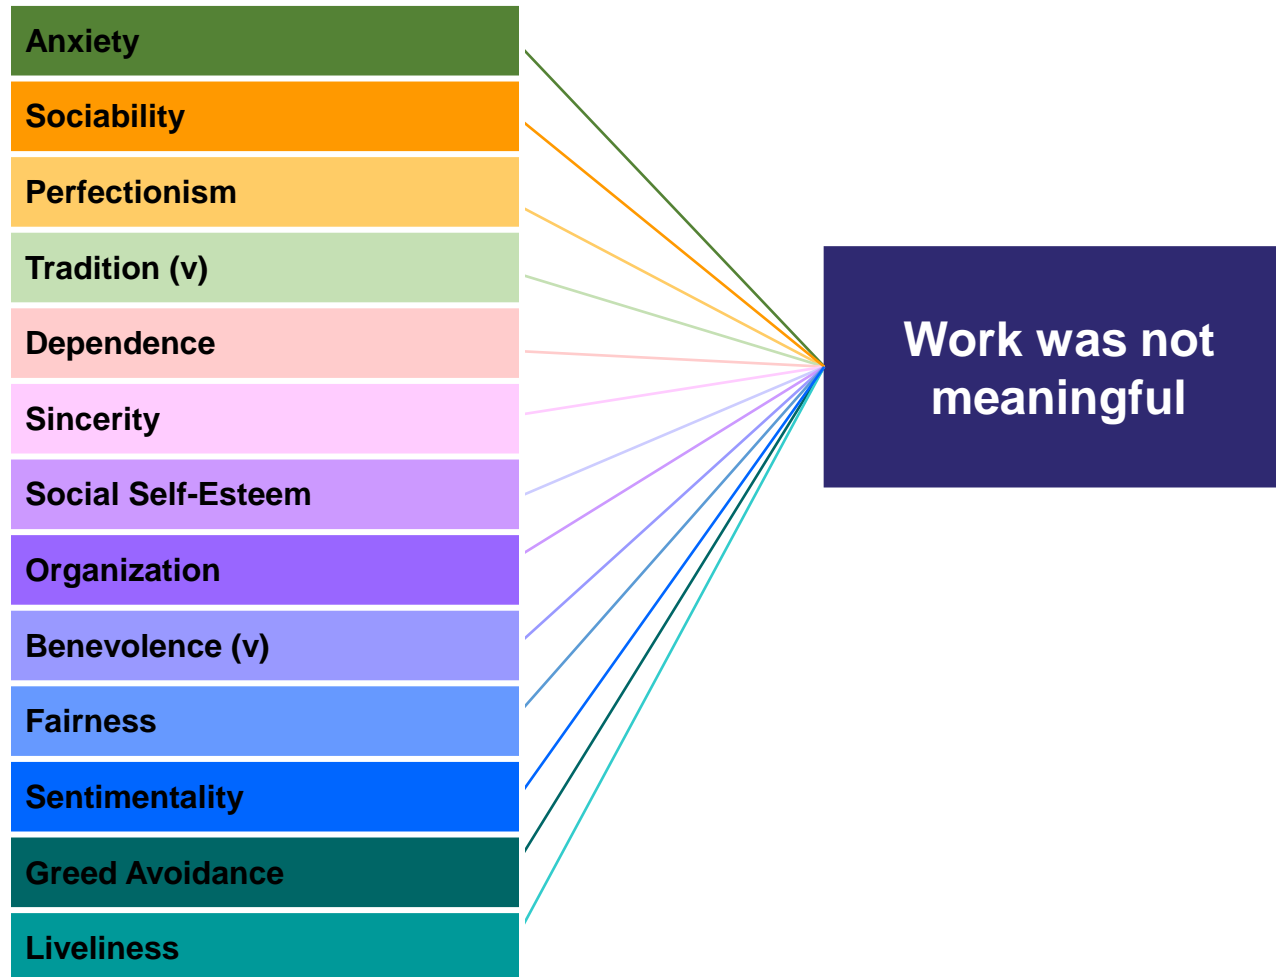 Anxiety
Sociability
Perfectionism
Tradition (v)
Dependence
Sincerity
Social Self-Esteem
Organization
Benevolence (v)
Fairness
Sentimentality
Greed Avoidance
Liveliness
Work was not
meaningful